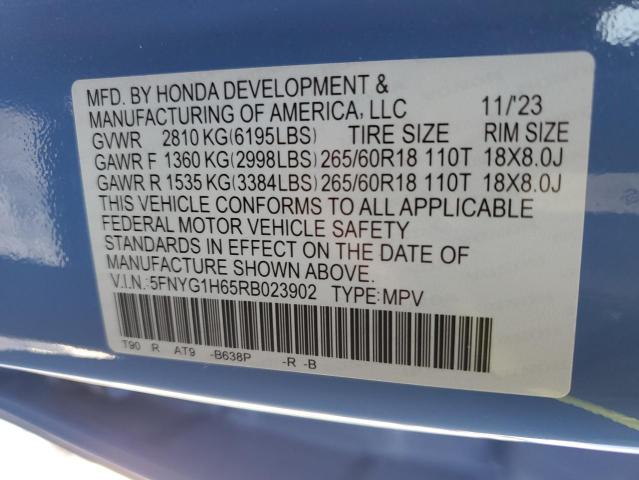 MFD. BY HONDA DEVELOPMENT &
MANUFACTURING OF AMERICA, LLC 11/'23
GVWR 2810 KG(6195LBS) TIRE SIZE RIM SIZE
GAWR F 1360 KG(2998LBS) 265/60R18 110T 18X8.0J
GAWR R 1535 KG(3384LBS) 265/60R18 110T 18X8.0J
THIS VEHICLE CONFORMS TO ALL APPLICABLE
FEDERAL MOTOR VEHICLE SAFETY
STANDARDS IN EFFECT ON THE DATE OF
MANUFACTURE SHOWN ABOVE.
V.I.N.:5FNYG1H65RB023902 TYPE:MPV
T90 R AT9 -B638P -R -B